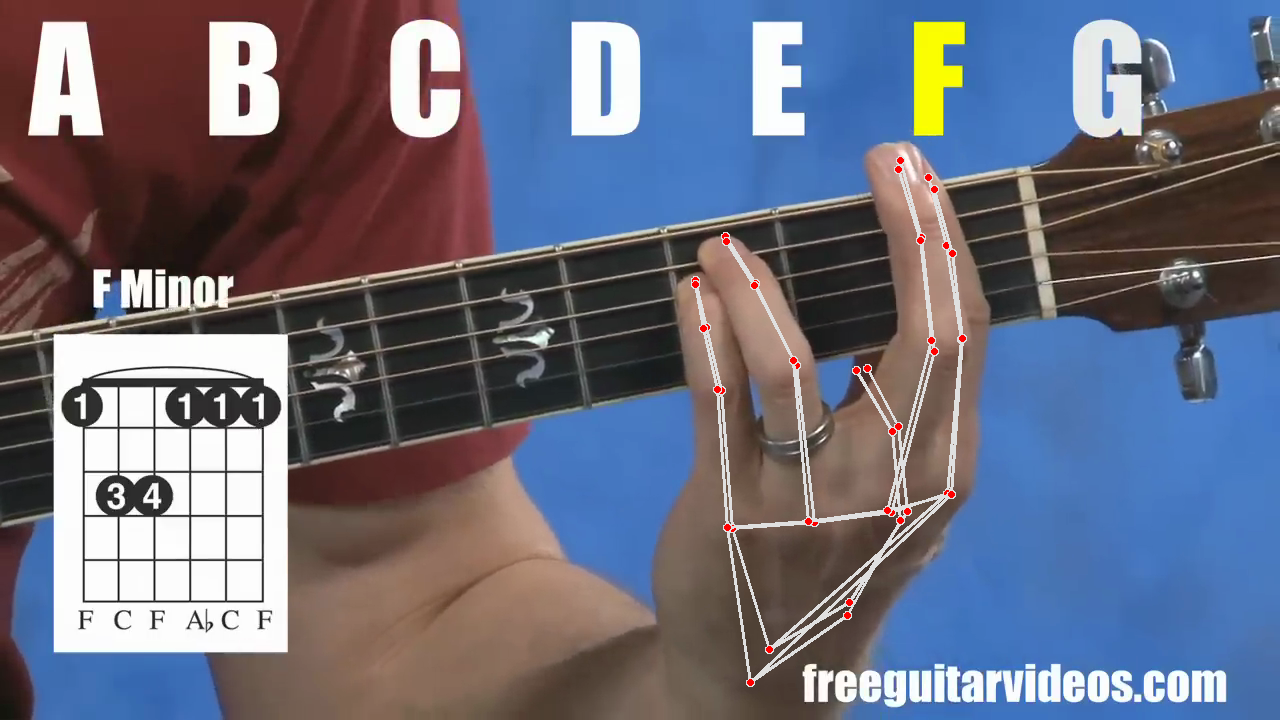 A B C D E F G
F Minor
1 1 1 1
3 4
F C F A♭ C F
freeguitarvideos.com